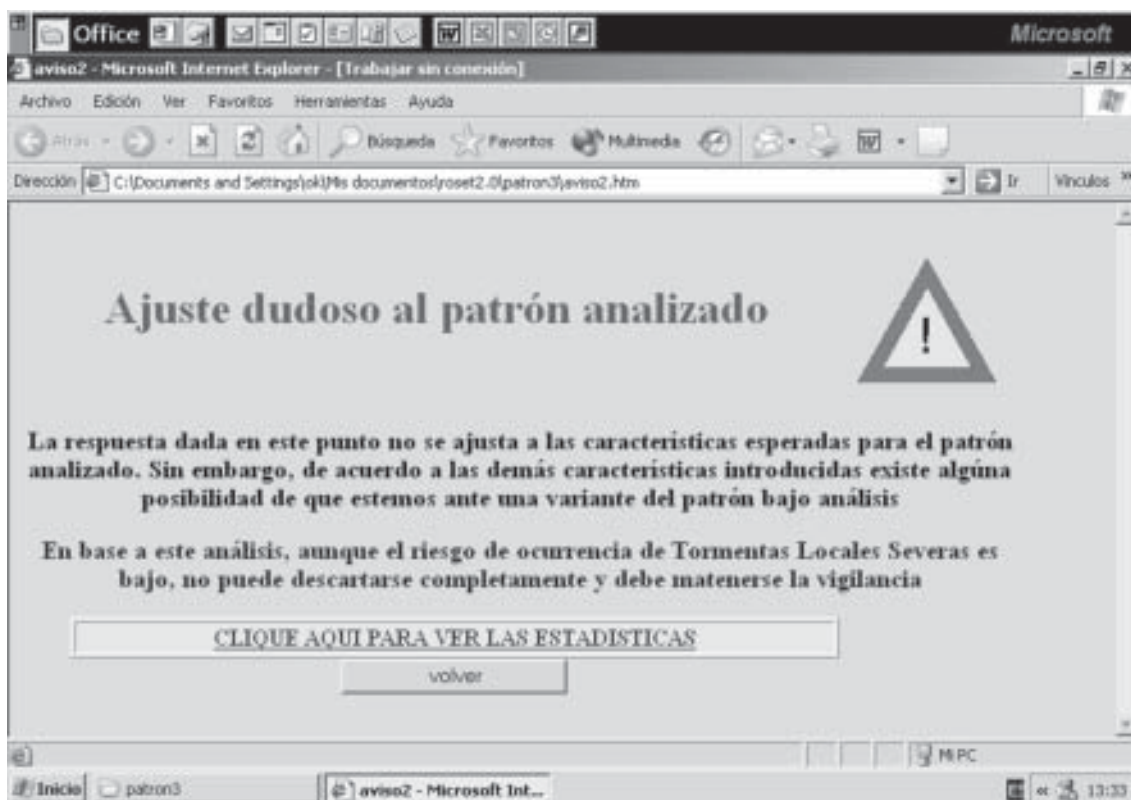 Office
Microsoft
aviso2 - Microsoft Internet Explorer - [Trabajar sin conexión]
Archivo Edición Ver Favoritos Herramientas Ayuda
Atrás Búsqueda Favoritos Multimedia
Dirección C:\Documents and Settings\ok\Mis documentos\roset2.0\patron3\aviso2.htm Ir Vínculos »
Ajuste dudoso al patrón analizado
!
La respuesta dada en este punto no se ajusta a las características esperadas para el patrón
analizado. Sin embargo, de acuerdo a las demás características introducidas existe algúna
posibilidad de que estemos ante una variante del patrón bajo análisis
En base a este análisis, aunque el riesgo de ocurrencia de Tormentas Locales Severas es
bajo, no puede descartarse completamente y debe matenerse la vigilancia
CLIQUE AQUI PARA VER LAS ESTADISTICAS
volver
Mi PC
Inicio patron3 aviso2 - Microsoft Int... « 13:33